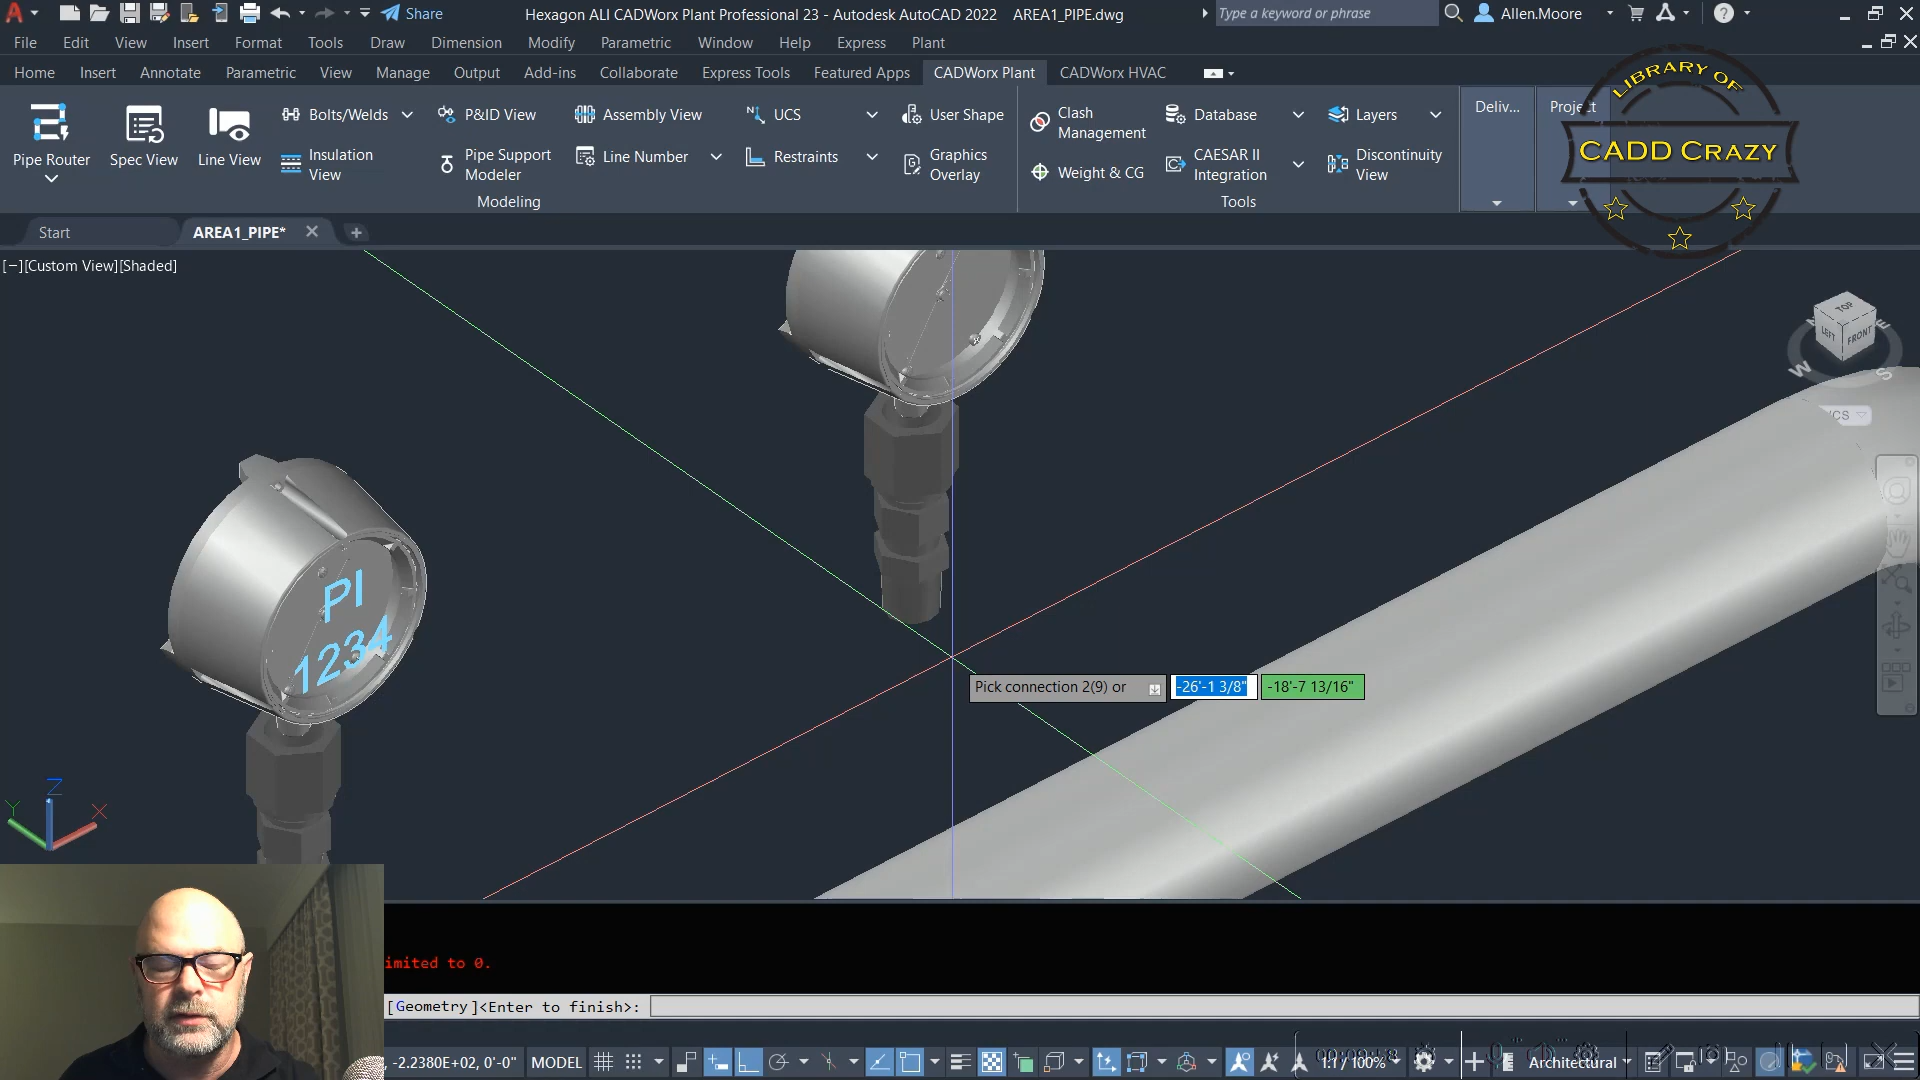 Share
Hexagon ALI CADWorx Plant Professional 23 - Autodesk AutoCAD 2022 AREA1_PIPE.dwg
Type a keyword or phrase
Allen.Moore
File Edit View Insert Format Tools Draw Dimension Modify Parametric Window Help Express Plant
Home Insert Annotate Parametric View Manage Output Add-ins Collaborate Express Tools Featured Apps CADWorx Plant CADWorx HVAC
Pipe Router
Spec View
Line View
Bolts/Welds
Insulation
View
P&ID View
Pipe Support
Modeler
Assembly View
Line Number
UCS
Restraints
User Shape
Graphics
Overlay
Modeling
Clash
Management
Weight & CG
Database
CAESAR II
Integration
Layers
Discontinuity
View
Tools
Deliv...
Project
LIBRARY OF
CADD CRAZY
Start
AREA1_PIPE*
[−][Custom View][Shaded]
TOP
LEFT
FRONT
W
S
E
PI
1234
Pick connection 2(9) or
-26'-1 3/8"
-18'-7 13/16"
Z
Y
X
imited to 0.
[Geometry]<Enter to finish>:
, -2.2380E+02, 0'-0"
MODEL
1:1 / 100%
Architectural